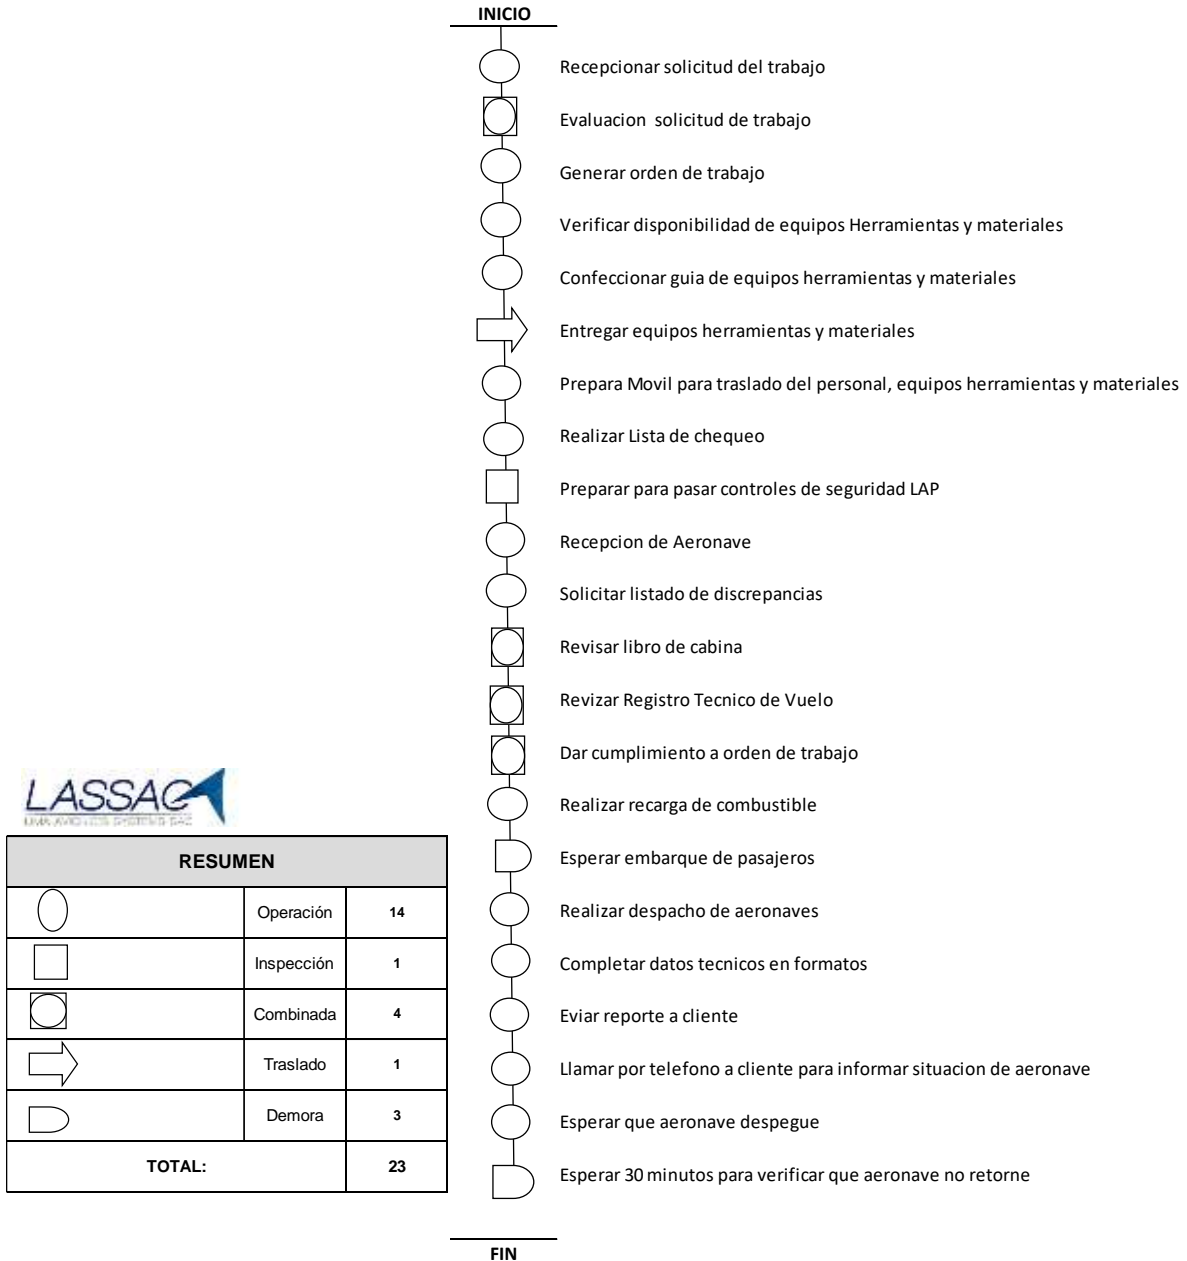 INICIO
Recepcionar solicitud del trabajo
Evaluacion solicitud de trabajo
Generar orden de trabajo
Verificar disponibilidad de equipos Herramientas y materiales
Confeccionar guia de equipos herramientas y materiales
Entregar equipos herramientas y materiales
Prepara Movil para traslado del personal, equipos herramientas y materiales
Realizar Lista de chequeo
Preparar para pasar controles de seguridad LAP
Recepcion de Aeronave
Solicitar listado de discrepancias
Revisar libro de cabina
Revizar Registro Tecnico de Vuelo
Dar cumplimiento a orden de trabajo
Realizar recarga de combustible
Esperar embarque de pasajeros
Realizar despacho de aeronaves
Completar datos tecnicos en formatos
Eviar reporte a cliente
Llamar por telefono a cliente para informar situacion de aeronave
Esperar que aeronave despegue
Esperar 30 minutos para verificar que aeronave no retorne
FIN
LASSAC
LIMA AVIONICS SYSTEMS SAC
RESUMEN
Operación 14
Inspección 1
Combinada 4
Traslado 1
Demora 3
TOTAL: 23